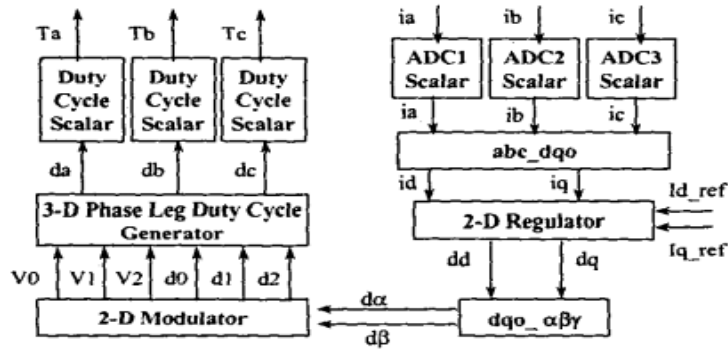 Ta Tb Tc ia ib ic
Duty Cycle Scalar
Duty Cycle Scalar
Duty Cycle Scalar
ADC1 Scalar
ADC2 Scalar
ADC3 Scalar
ia ib ic
da db dc
abc_dqo
id iq
Id_ref
3-D Phase Leg Duty Cycle
Generator
2-D Regulator
Iq_ref
V0 V1 V2 d0 d1 d2
dd dq
dα
2-D Modulator
dqo_ αβγ
dβ